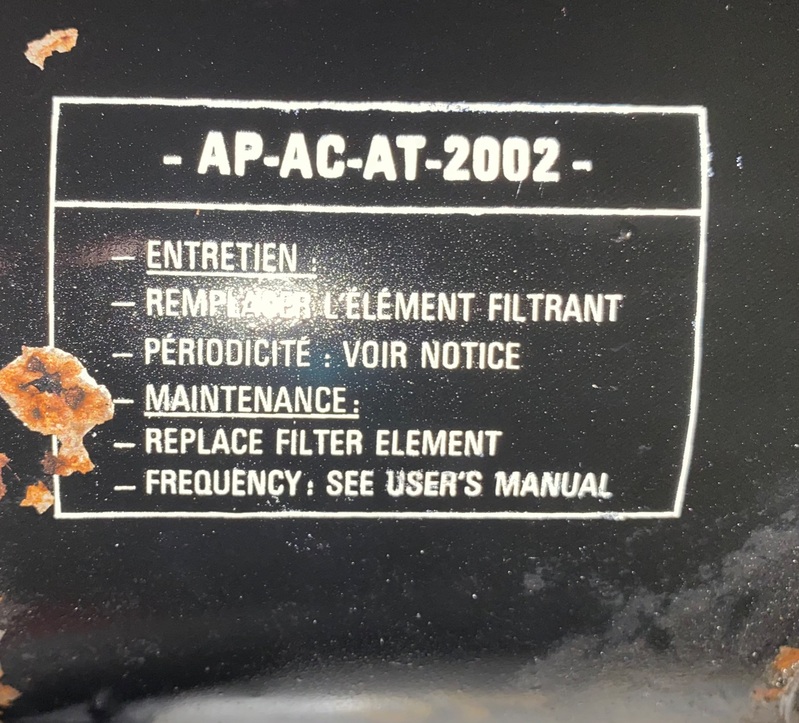 - AP-AC-AT-2002 -
- ENTRETIEN :
- REMPLACER L'ÉLÉMENT FILTRANT
- PÉRIODICITÉ : VOIR NOTICE
- MAINTENANCE :
- REPLACE FILTER ELEMENT
- FREQUENCY : SEE USER'S MANUAL